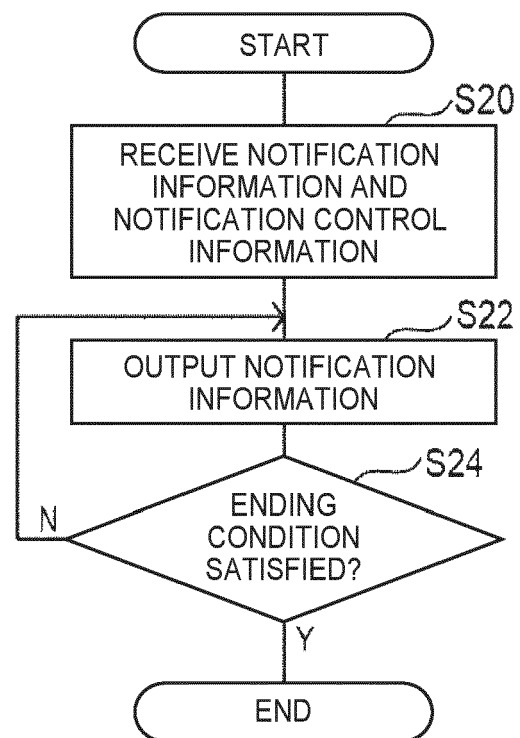 START
S20
RECEIVE NOTIFICATION
INFORMATION AND
NOTIFICATION CONTROL
INFORMATION
S22
OUTPUT NOTIFICATION
INFORMATION
S24
ENDING
CONDITION
SATISFIED?
N
Y
END